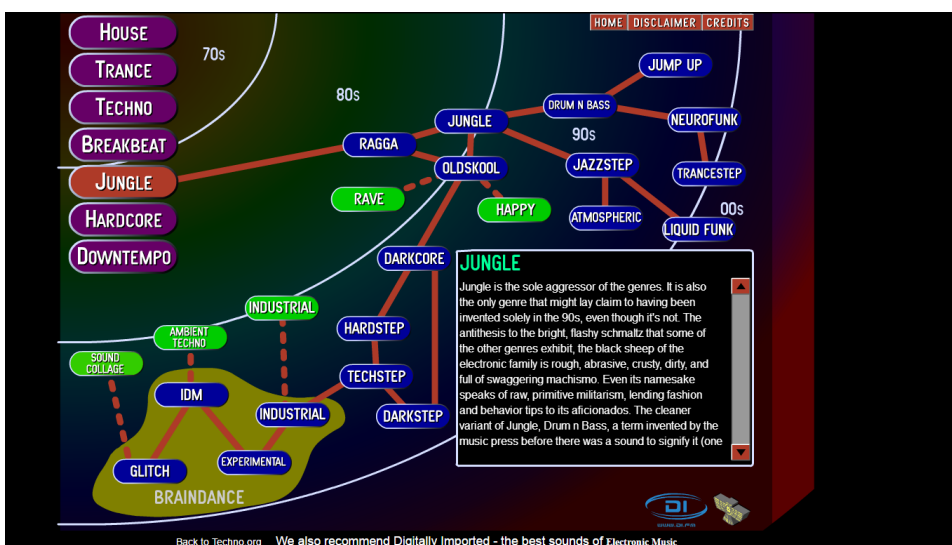 HOME DISCLAIMER CREDITS
HOUSE
TRANCE
TECHNO
BREAKBEAT
JUNGLE
HARDCORE
DOWNTEMPO
70s
80s
90s
00s
JUMP UP
DRUM N BASS
NEUROFUNK
JUNGLE
RAGGA
OLDSKOOL
JAZZSTEP
TRANCESTEP
RAVE
HAPPY
ATMOSPHERIC
LIQUID FUNK
DARKCORE
INDUSTRIAL
AMBIENT
TECHNO
HARDSTEP
SOUND
COLLAGE
TECHSTEP
IDM
INDUSTRIAL
DARKSTEP
EXPERIMENTAL
GLITCH
BRAINDANCE
JUNGLE
Jungle is the sole aggressor of the genres. It is also
the only genre that might lay claim to having been
invented solely in the 90s, even though it's not. The
antithesis to the bright, flashy schmaltz that some of
the other genres exhibit, the black sheep of the
electronic family is rough, abrasive, crusty, dirty, and
full of swaggering machismo. Even its namesake
speaks of raw, primitive militarism, lending fashion
and behavior tips to its aficionados. The cleaner
variant of Jungle, Drum n Bass, a term invented by the
music press before there was a sound to signify it (one
DI
WWW.DI.FM
Back to Techno.org We also recommend Digitally Imported - the best sounds of Electronic Music